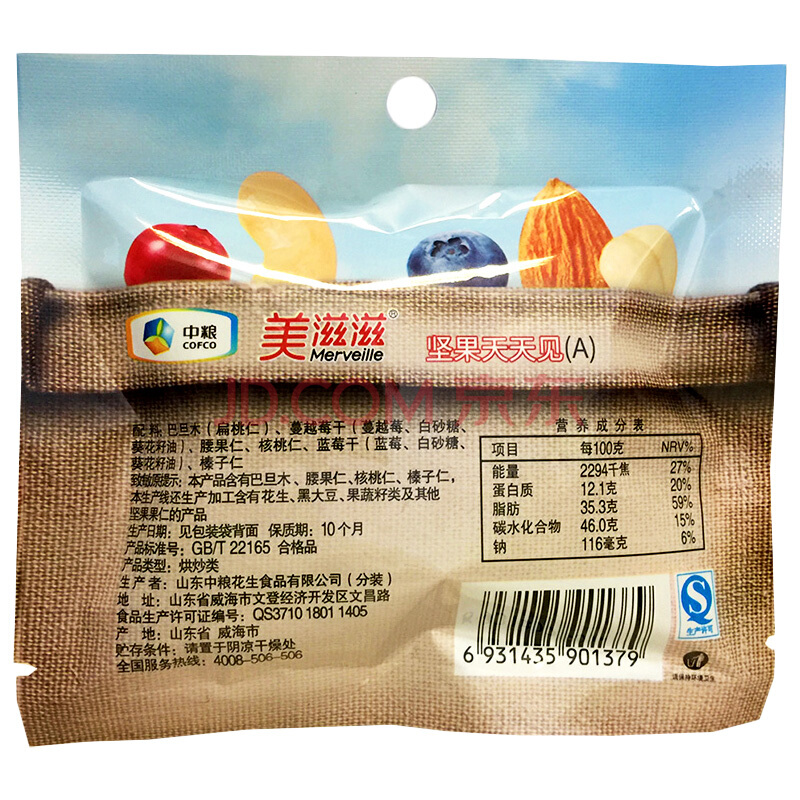 中粮
COFCO
美滋滋®
Merveille
坚果天天见(A)
JD.COM 京东
配料:巴旦木(扁桃仁)、蔓越莓干(蔓越莓、白砂糖、
葵花籽油)、腰果仁、核桃仁、蓝莓干(蓝莓、白砂糖、
葵花籽油)、榛子仁
致敏原提示:本产品含有巴旦木、腰果仁、核桃仁、榛子仁,
本生产线还生产加工含有花生、黑大豆、果蔬籽类及其他
坚果果仁的产品
生产日期:见包装袋背面 保质期:10个月
产品标准号:GB/T 22165 合格品
产品类型:烘炒类
生产者:山东中粮花生食品有限公司(分装)
地址:山东省威海市文登经济开发区文昌路
食品生产许可证编号:QS3710 1801 1405
产地:山东省 威海市
贮存条件:请置于阴凉干燥处
全国服务热线:4008-506-506
营养成分表
项目 每100克 NRV%
能量 2294千焦 27%
蛋白质 12.1克 20%
脂肪 35.3克 59%
碳水化合物 46.0克 15%
钠 116毫克 6%
6 931435 901379
生产许可
请保持环境卫生